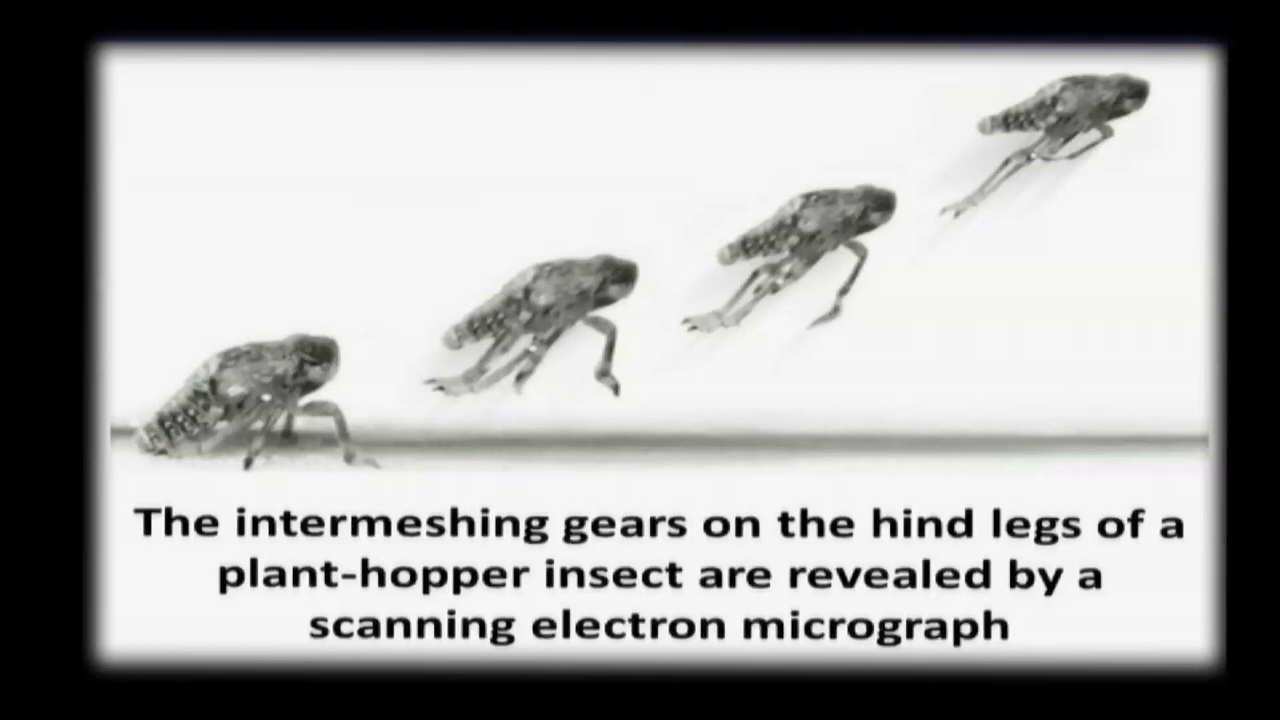 The intermeshing gears on the hind legs of a
plant-hopper insect are revealed by a
scanning electron micrograph